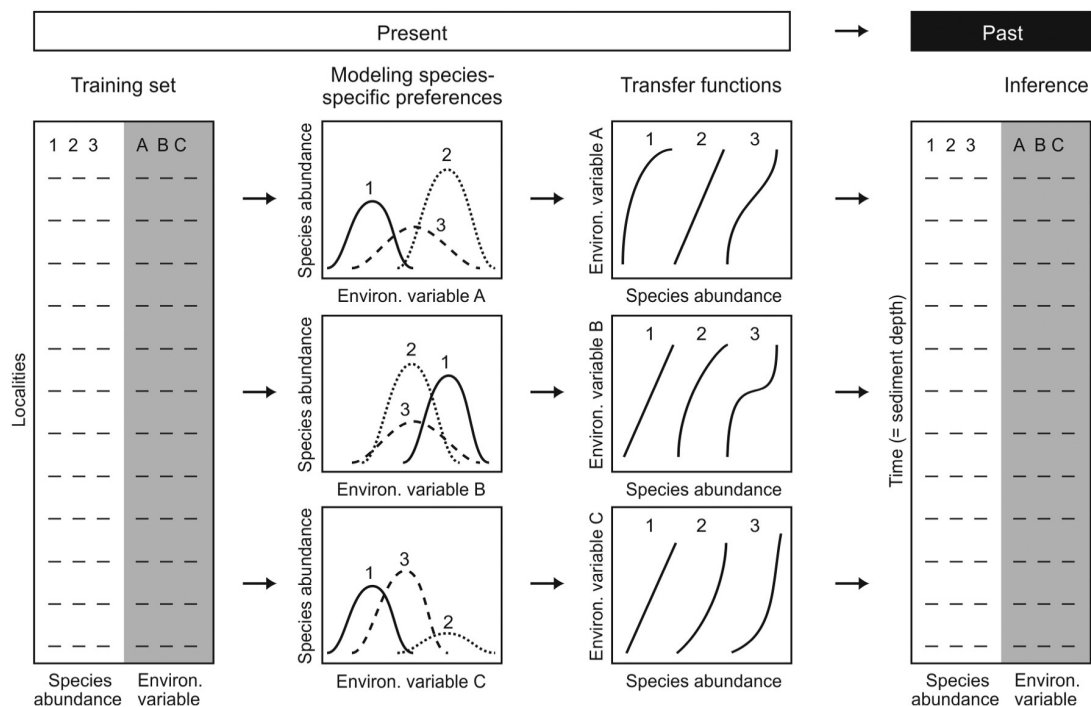 Present
Past
Training set
Modeling species-
specific preferences
Transfer functions
Inference
Localities
1 2 3
A B C
Species
abundance
Environ.
variable
Species abundance
1
2
3
Environ. variable A
Species abundance
2
1
3
Environ. variable B
Species abundance
1
3
2
Environ. variable C
Environ. variable A
1 2 3
Species abundance
Environ. variable B
1 2 3
Species abundance
Environ. variable C
1 2 3
Species abundance
Time (= sediment depth)
1 2 3
A B C
Species
abundance
Environ.
variable